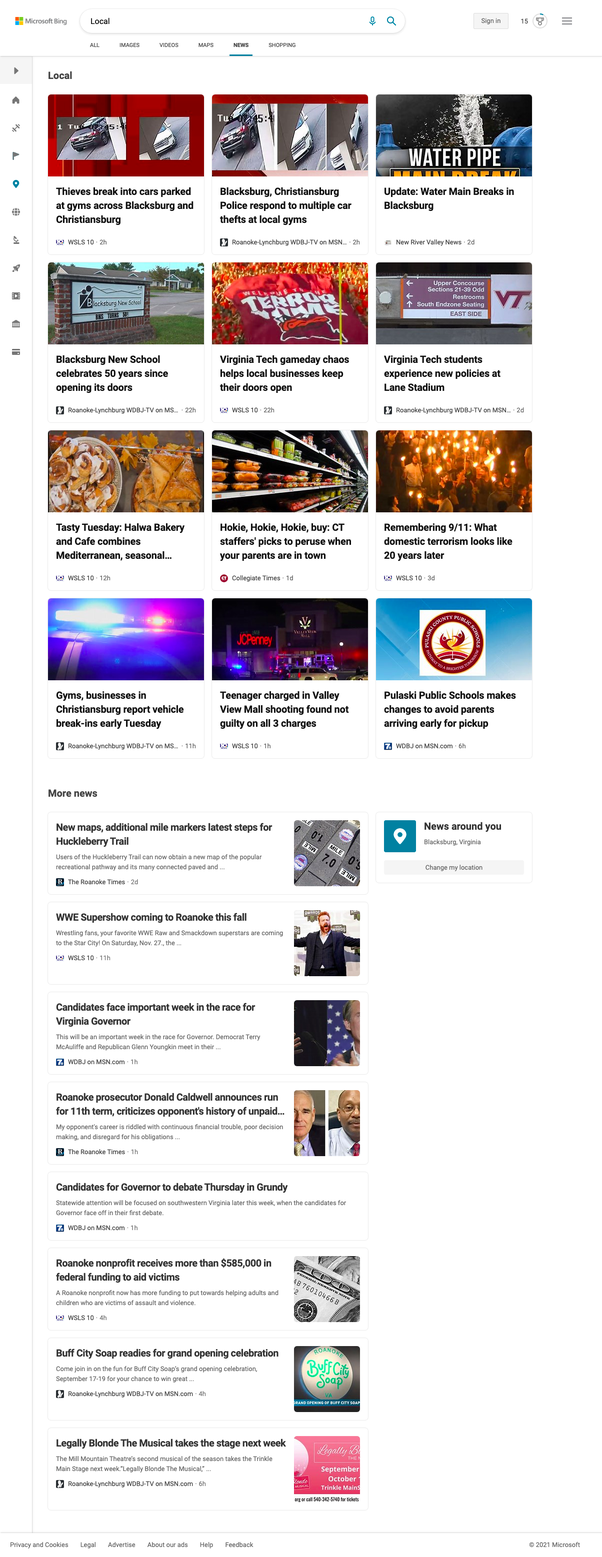 Microsoft Bing
Local
Sign in
15
ALL IMAGES VIDEOS MAPS NEWS SHOPPING
Local
Thieves break into cars parked
at gyms across Blacksburg and
Christiansburg
WSLS 10 · 2h
Blacksburg, Christiansburg
Police respond to multiple car
thefts at local gyms
Roanoke-Lynchburg WDBJ-TV on MSN... · 2h
WATER PIPE
MAIN BREAK
Update: Water Main Breaks in
Blacksburg
New River Valley News · 2d
Blacksburg New School
Blacksburg New School
celebrates 50 years since
opening its doors
Roanoke-Lynchburg WDBJ-TV on MS... · 22h
TERROR
Virginia Tech gameday chaos
helps local businesses keep
their doors open
WSLS 10 · 22h
Upper Concourse
Sections 21-39 Odd
Restrooms
South Endzone Seating
EAST SIDE
VT
Virginia Tech students
experience new policies at
Lane Stadium
Roanoke-Lynchburg WDBJ-TV on MSN... · 2d
Tasty Tuesday: Halwa Bakery
and Cafe combines
Mediterranean, seasonal...
WSLS 10 · 12h
Hokie, Hokie, Hokie, buy: CT
staffers' picks to peruse when
your parents are in town
Collegiate Times · 1d
Remembering 9/11: What
domestic terrorism looks like
20 years later
WSLS 10 · 3d
Gyms, businesses in
Christiansburg report vehicle
break-ins early Tuesday
Roanoke-Lynchburg WDBJ-TV on MS... · 11h
JCPenney
Teenager charged in Valley
View Mall shooting found not
guilty on all 3 charges
WSLS 10 · 1h
PULASKI COUNTY PUBLIC SCHOOLS
Pulaski Public Schools makes
changes to avoid parents
arriving early for pickup
WDBJ on MSN.com · 6h
More news
New maps, additional mile markers latest steps for
Huckleberry Trail
Users of the Huckleberry Trail can now obtain a new map of the popular
recreational pathway and its many connected paved and ...
The Roanoke Times · 2d
MILE
7.0
News around you
Blacksburg, Virginia
Change my location
WWE Supershow coming to Roanoke this fall
Wrestling fans, your favorite WWE Raw and Smackdown superstars are coming
to the Star City! On Saturday, Nov. 27., the ...
WSLS 10 · 11h
Candidates face important week in the race for
Virginia Governor
This will be an important week in the race for Governor. Democrat Terry
McAuliffe and Republican Glenn Youngkin meet in their ...
WDBJ on MSN.com · 1h
Roanoke prosecutor Donald Caldwell announces run
for 11th term, criticizes opponent's history of unpaid...
My opponent's career is riddled with continuous financial trouble, poor decision
making, and disregard for his obligations ...
The Roanoke Times · 1h
Candidates for Governor to debate Thursday in Grundy
Statewide attention will be focused on southwestern Virginia later this week, when the candidates for
Governor face off in their first debate.
WDBJ on MSN.com · 1h
Roanoke nonprofit receives more than $585,000 in
federal funding to aid victims
A Roanoke nonprofit now has more funding to put towards helping adults and
children who are victims of assault and violence.
WSLS 10 · 4h
Buff City Soap readies for grand opening celebration
Come join in on the fun for Buff City Soap's grand opening celebration,
September 17-19 for your chance to win great ...
Roanoke-Lynchburg WDBJ-TV on MSN.com · 4h
ROANOKE
Buff City
Soap
GRAND OPENING OF BUFF CITY SOAP
Legally Blonde The Musical takes the stage next week
The Mill Mountain Theatre's second musical of the season takes the Trinkle
Main Stage next week."Legally Blonde The Musical," ...
Roanoke-Lynchburg WDBJ-TV on MSN.com · 6h
Legally Bl
September
October
Trinkle MainS
org or call 540-342-5740 for tickets
Privacy and Cookies Legal Advertise About our ads Help Feedback © 2021 Microsoft